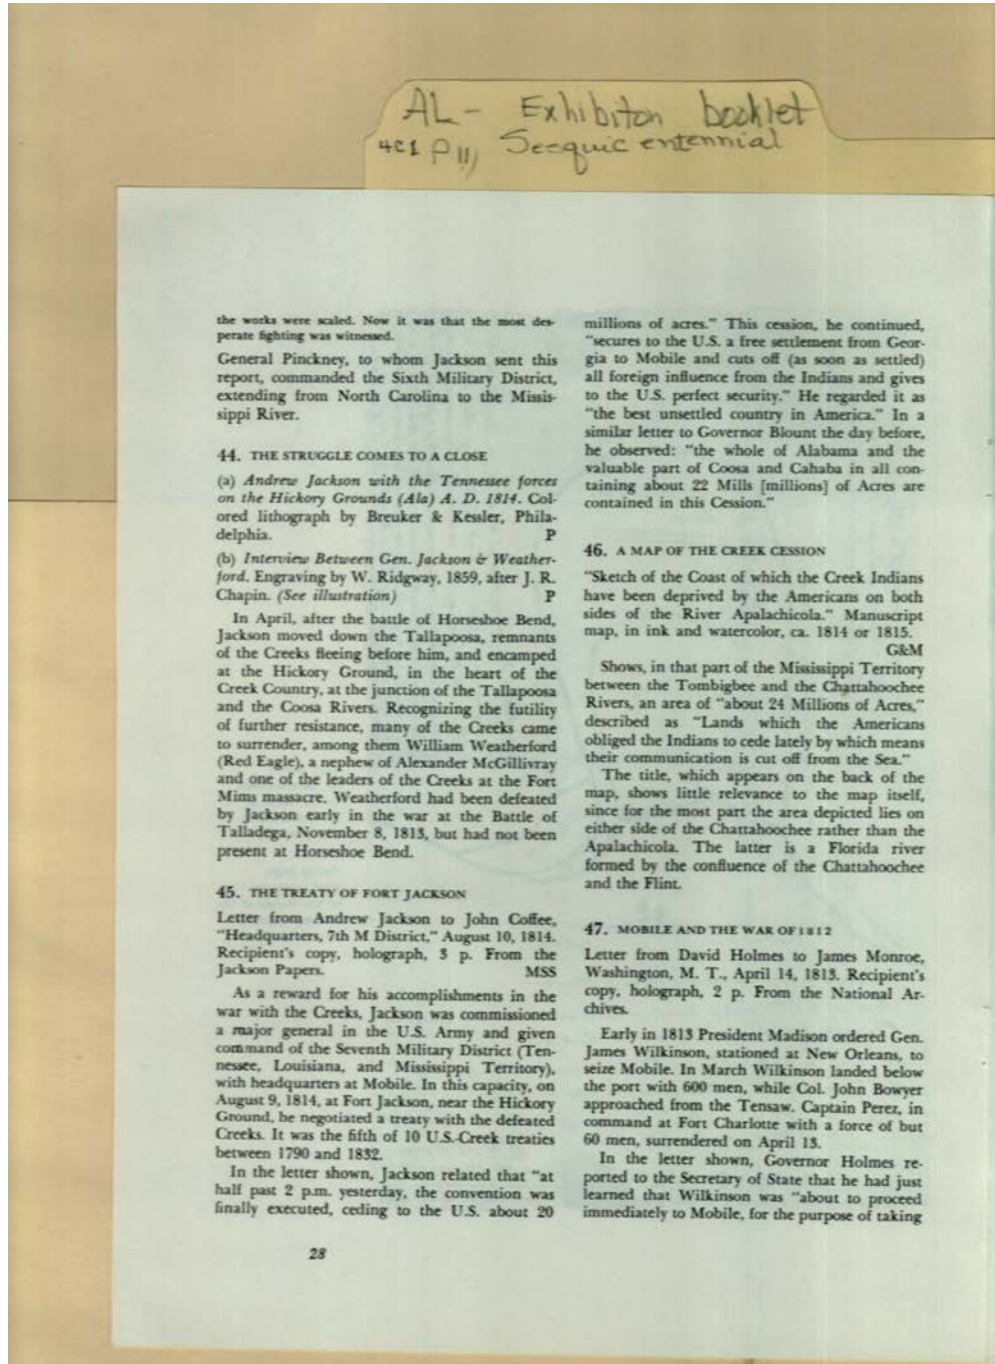 AL- Exhibiton booklet
4c1 P 11, Sesquicentennial
the works were scaled. Now it was that the most des-
perate fighting was witnessed.
General Pinckney, to whom Jackson sent this
report, commanded the Sixth Military District,
extending from North Carolina to the Missis-
sippi River.
44. THE STRUGGLE COMES TO A CLOSE
(a) Andrew Jackson with the Tennessee forces
on the Hickory Grounds (Ala) A. D. 1814. Col-
ored lithograph by Breuker & Kessler, Phila-
delphia. P
(b) Interview Between Gen. Jackson & Weather-
ford. Engraving by W. Ridgway, 1859, after J. R.
Chapin. (See illustration) P
In April, after the battle of Horseshoe Bend,
Jackson moved down the Tallapoosa, remnants
of the Creeks fleeing before him, and encamped
at the Hickory Ground, in the heart of the
Creek Country, at the junction of the Tallapoosa
and the Coosa Rivers. Recognizing the futility
of further resistance, many of the Creeks came
to surrender, among them William Weatherford
(Red Eagle), a nephew of Alexander McGillivray
and one of the leaders of the Creeks at the Fort
Mims massacre. Weatherford had been defeated
by Jackson early in the war at the Battle of
Talladega, November 8, 1813, but had not been
present at Horseshoe Bend.
45. THE TREATY OF FORT JACKSON
Letter from Andrew Jackson to John Coffee,
"Headquarters, 7th M District," August 10, 1814.
Recipient's copy, holograph, 3 p. From the
Jackson Papers. MSS
As a reward for his accomplishments in the
war with the Creeks, Jackson was commissioned
a major general in the U.S. Army and given
command of the Seventh Military District (Ten-
nessee, Louisiana, and Mississippi Territory),
with headquarters at Mobile. In this capacity, on
August 9, 1814, at Fort Jackson, near the Hickory
Ground, he negotiated a treaty with the defeated
Creeks. It was the fifth of 10 U.S.-Creek treaties
between 1790 and 1832.
In the letter shown, Jackson related that "at
half past 2 p.m. yesterday, the convention was
finally executed, ceding to the U.S. about 20
millions of acres." This cession, he continued,
"secures to the U.S. a free settlement from Geor-
gia to Mobile and cuts off (as soon as settled)
all foreign influence from the Indians and gives
to the U.S. perfect security." He regarded it as
"the best unsettled country in America." In a
similar letter to Governor Blount the day before,
he observed: "the whole of Alabama and the
valuable part of Coosa and Cahaba in all con-
taining about 22 Mills [millions] of Acres are
contained in this Cession."
46. A MAP OF THE CREEK CESSION
"Sketch of the Coast of which the Creek Indians
have been deprived by the Americans on both
sides of the River Apalachicola." Manuscript
map, in ink and watercolor, ca. 1814 or 1815.
G&M
Shows, in that part of the Mississippi Territory
between the Tombigbee and the Chattahoochee
Rivers, an area of "about 24 Millions of Acres,"
described as "Lands which the Americans
obliged the Indians to cede lately by which means
their communication is cut off from the Sea."
The title, which appears on the back of the
map, shows little relevance to the map itself,
since for the most part the area depicted lies on
either side of the Chattahoochee rather than the
Apalachicola. The latter is a Florida river
formed by the confluence of the Chattahoochee
and the Flint.
47. MOBILE AND THE WAR OF 1812
Letter from David Holmes to James Monroe,
Washington, M. T., April 14, 1813. Recipient's
copy, holograph, 2 p. From the National Ar-
chives.
Early in 1813 President Madison ordered Gen.
James Wilkinson, stationed at New Orleans, to
seize Mobile. In March Wilkinson landed below
the port with 600 men, while Col. John Bowyer
approached from the Tensaw. Captain Perez, in
command at Fort Charlotte with a force of but
60 men, surrendered on April 13.
In the letter shown, Governor Holmes re-
ported to the Secretary of State that he had just
learned that Wilkinson was "about to proceed
immediately to Mobile, for the purpose of taking
28